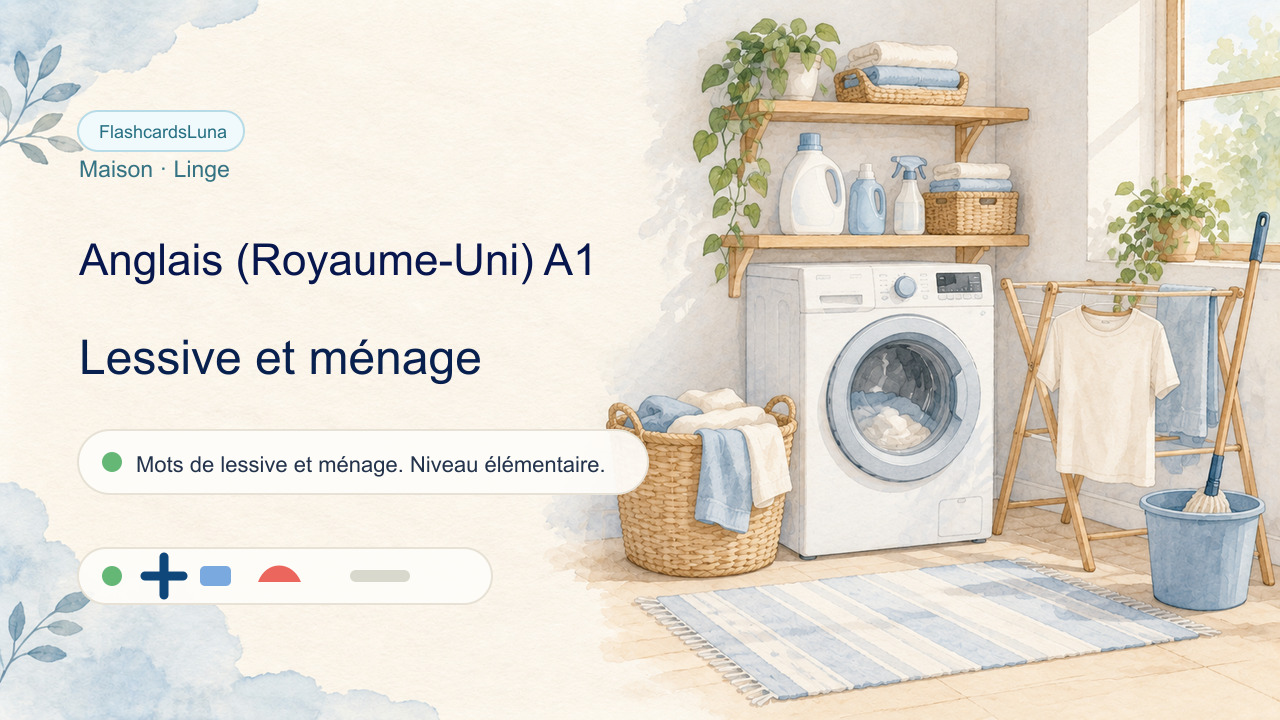 FlashcardsLuna
Maison · Linge
Anglais (Royaume-Uni) A1
Lessive et ménage
Mots de lessive et ménage. Niveau élémentaire.